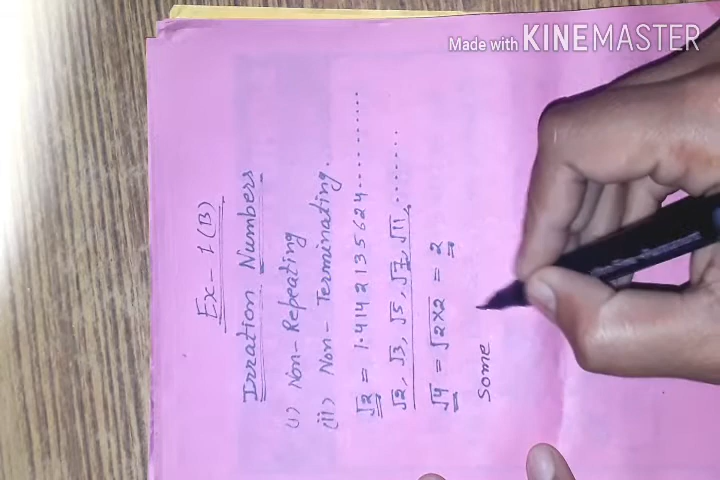 Made with KINEMASTER
Ex-1(B)
Irration Numbers
(i) Non-Repeating
(ii) Non-Terminating.
√2 = 1.4142135624..........
√2, √3, √5, √7, √11,........
√4 = √2×2 = 2
Some